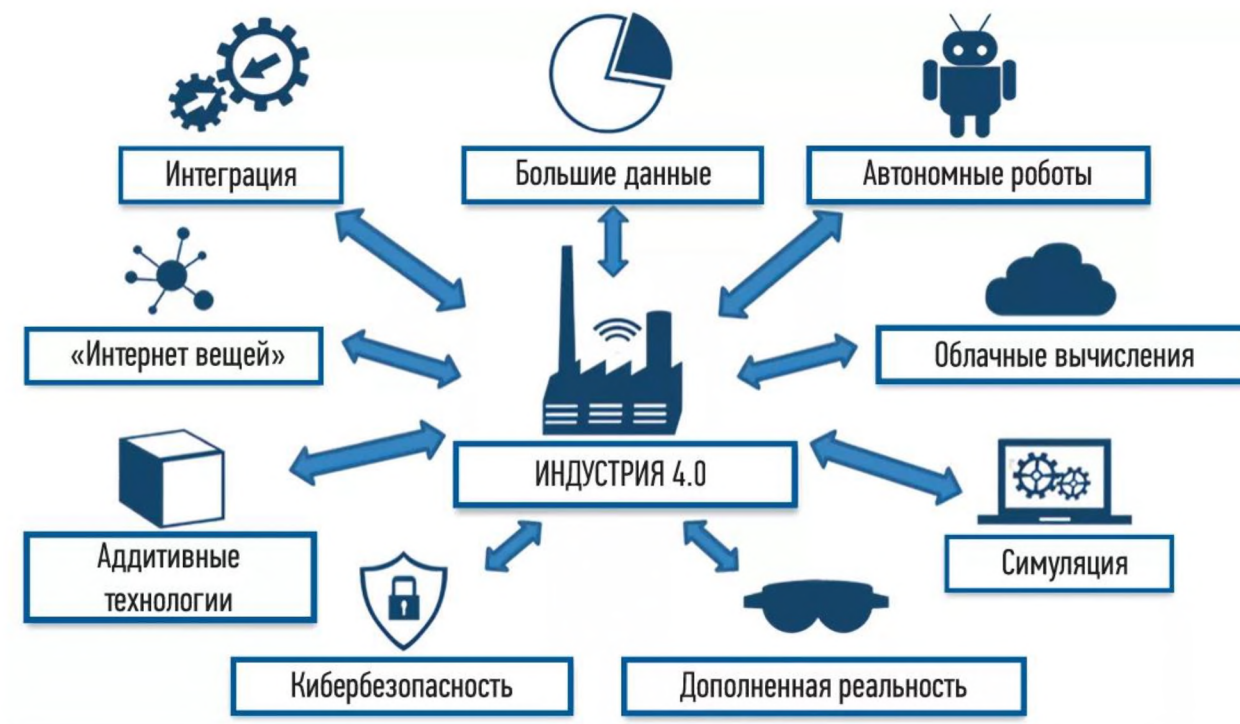 Интеграция
Большие данные
Автономные роботы
«Интернет вещей»
Облачные вычисления
ИНДУСТРИЯ 4.0
Аддитивные
технологии
Симуляция
Кибербезопасность
Дополненная реальность